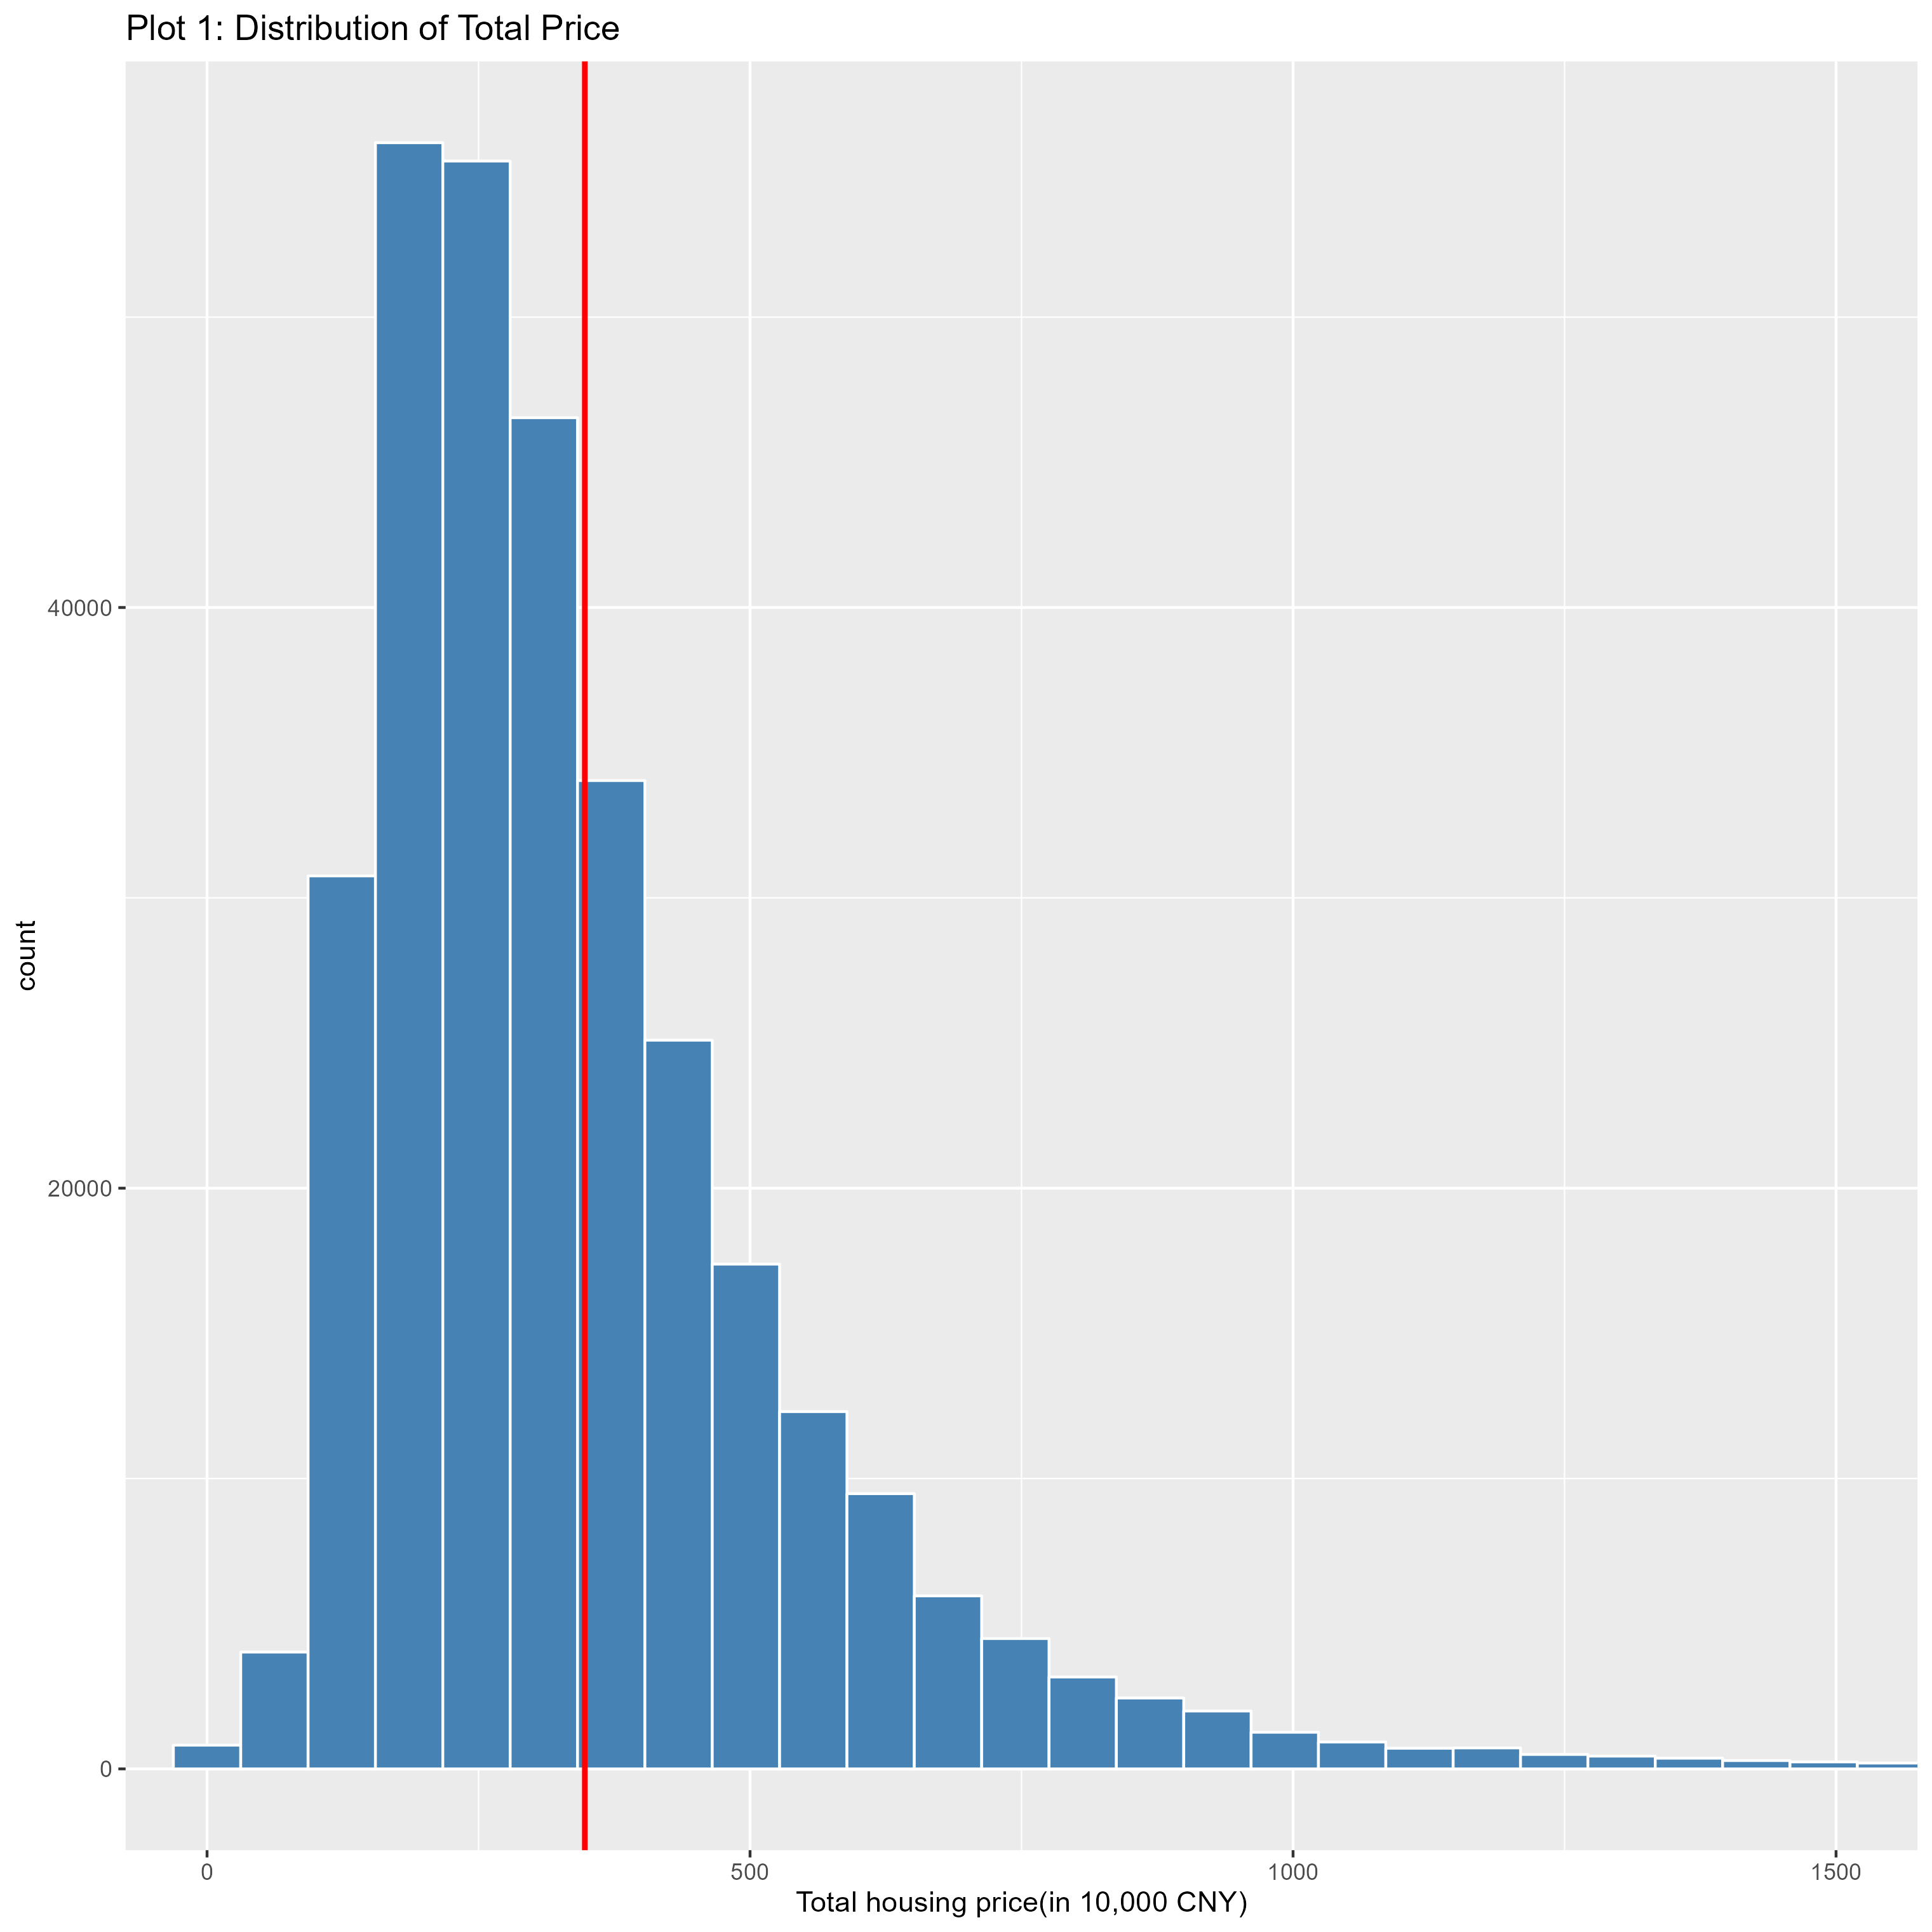 Plot 1: Distribution of Total Price
count
40000
20000
0
0 500 1000 1500
Total housing price(in 10,000 CNY)